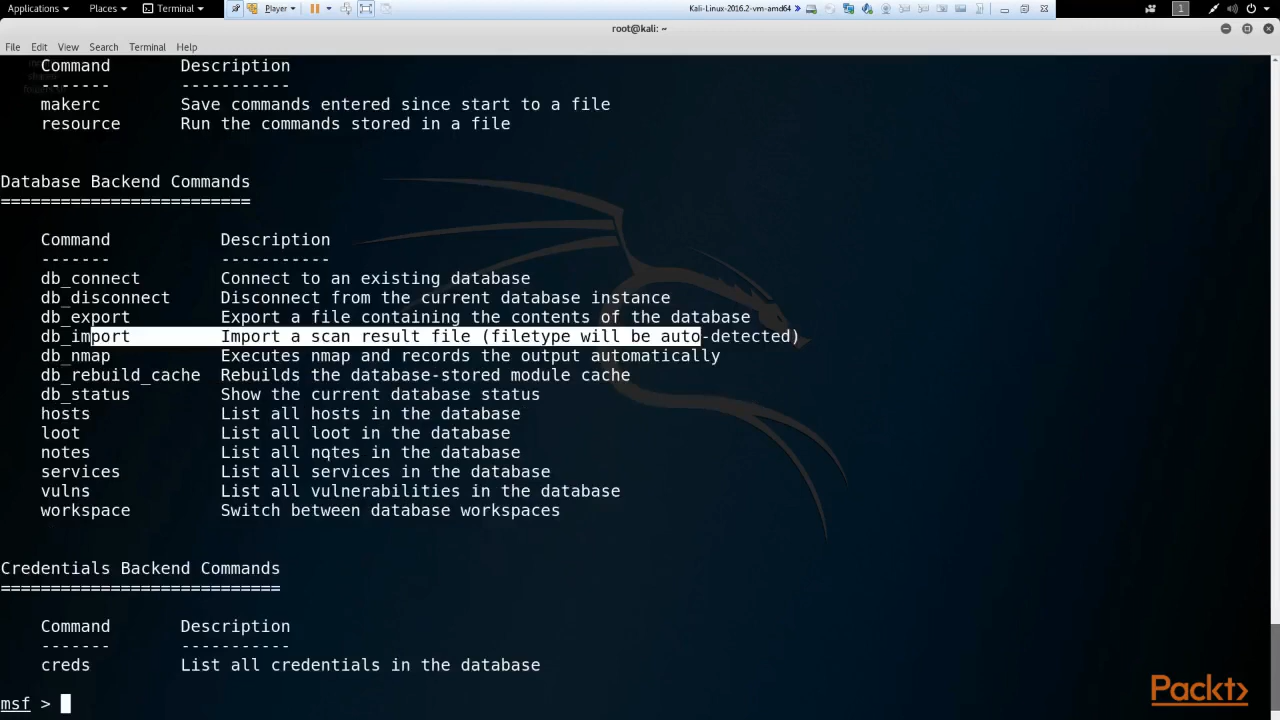 Applications Places Terminal Player Kali-Linux-2016.2-vm-amd64 1
root@kali: ~
File Edit View Search Terminal Help
Command Description
------- -----------
makerc Save commands entered since start to a file
resource Run the commands stored in a file
Database Backend Commands
=========================
Command Description
------- -----------
db_connect Connect to an existing database
db_disconnect Disconnect from the current database instance
db_export Export a file containing the contents of the database
db_import Import a scan result file (filetype will be auto-detected)
db_nmap Executes nmap and records the output automatically
db_rebuild_cache Rebuilds the database-stored module cache
db_status Show the current database status
hosts List all hosts in the database
loot List all loot in the database
notes List all notes in the database
services List all services in the database
vulns List all vulnerabilities in the database
workspace Switch between database workspaces
Credentials Backend Commands
============================
Command Description
------- -----------
creds List all credentials in the database
msf >
Packt>